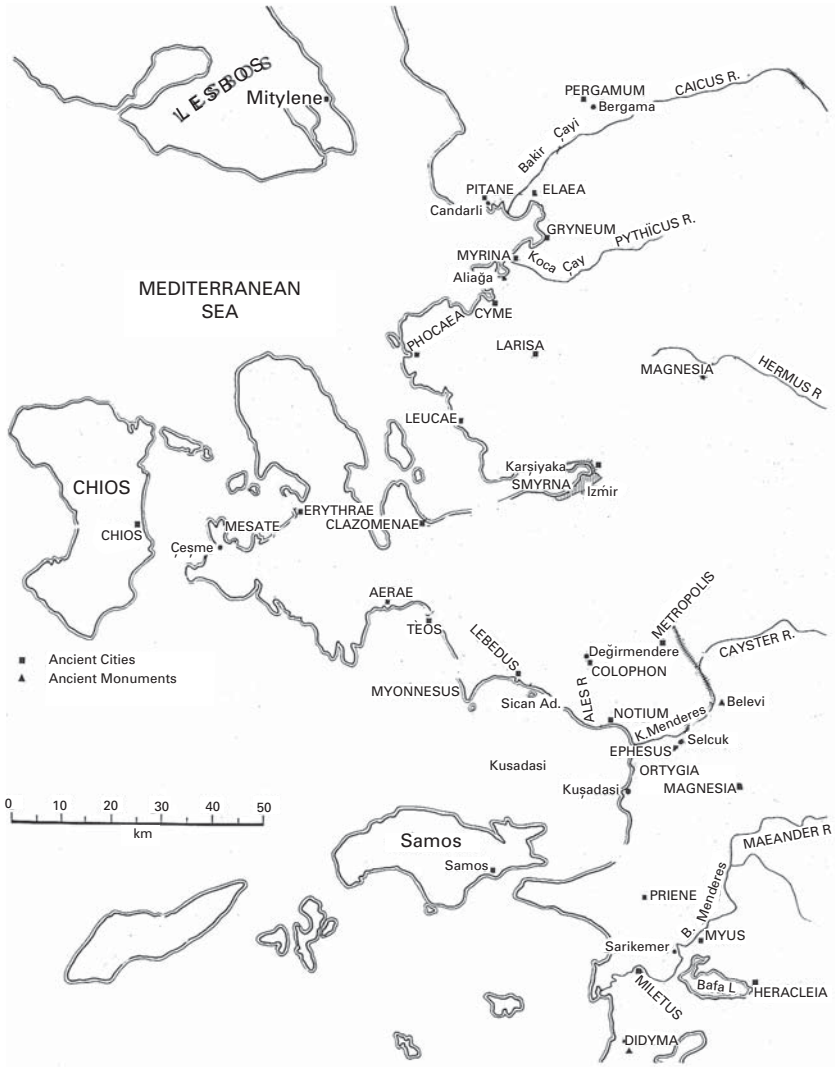 LESBOS
Mitylene
PERGAMUM
Bergama
CAICUS R.
Bakir Çayi
PITANE
ELAEA
Candarli
GRYNEUM
PYTHÏCUS R.
MYRINA
Koca Çay
Aliağa
MEDITERRANEAN
SEA
CYME
PHOCAEA
LARISA
MAGNESIA
HERMUS R
LEUCAE
Karşiyaka
SMYRNA
Izmir
CHIOS
CHIOS
ERYTHRAE
MESATE
CLAZOMENAE
Çeşme
AERAE
TEOS
METROPOLIS
LEBEDUS
CAYSTER R.
Değirmendere
COLOPHON
Ancient Cities
Ancient Monuments
MYONNESUS
Sican Ad.
ALES R
NOTIUM
K.Menderes
Belevi
Selcuk
EPHESUS
ORTYGIA
Kusadasi
Kuşadasi
MAGNESIA
0 10 20 30 40 50
km
Samos
Samos
MAEANDER R
B. Menderes
PRIENE
MYUS
Sarikemer
MILETUS
Bafa L
HERACLEIA
DIDYMA